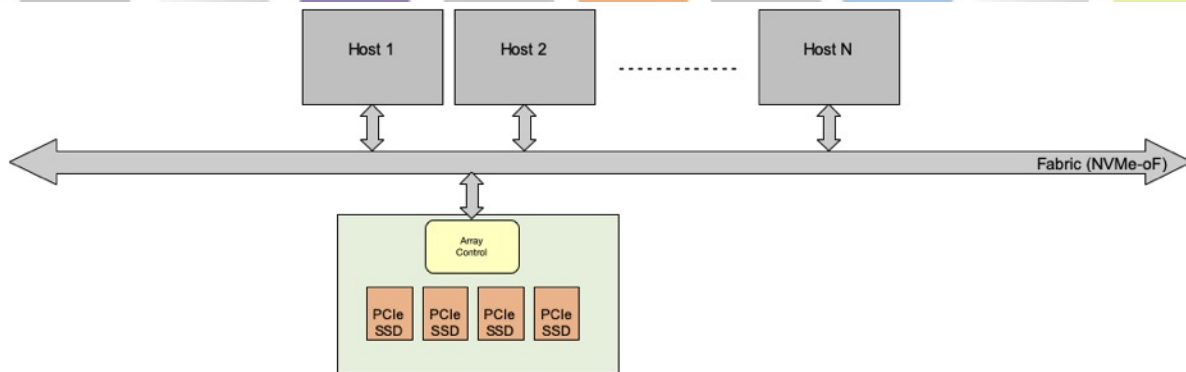 Host 1
Host 2
Host N
Fabric (NVMe-oF)
Array
Control
PCIe
SSD
PCIe
SSD
PCIe
SSD
PCIe
SSD